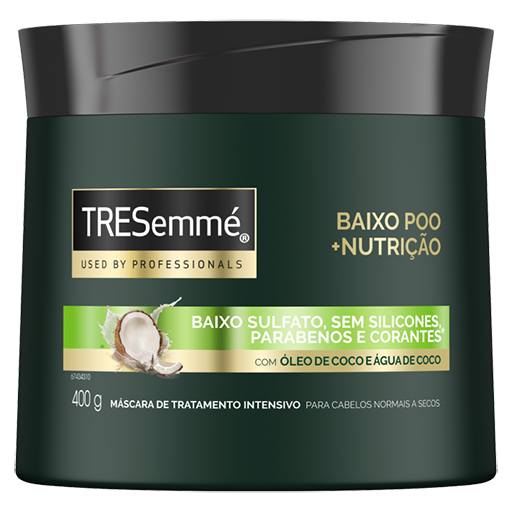 TRESemmé®
USED BY PROFESSIONALS
BAIXO POO
+NUTRIÇÃO
BAIXO SULFATO, SEM SILICONES,
PARABENOS E CORANTES*
COM ÓLEO DE COCO E ÁGUA DE COCO
67434310
400 g
MÁSCARA DE TRATAMENTO INTENSIVO PARA CABELOS NORMAIS A SECOS